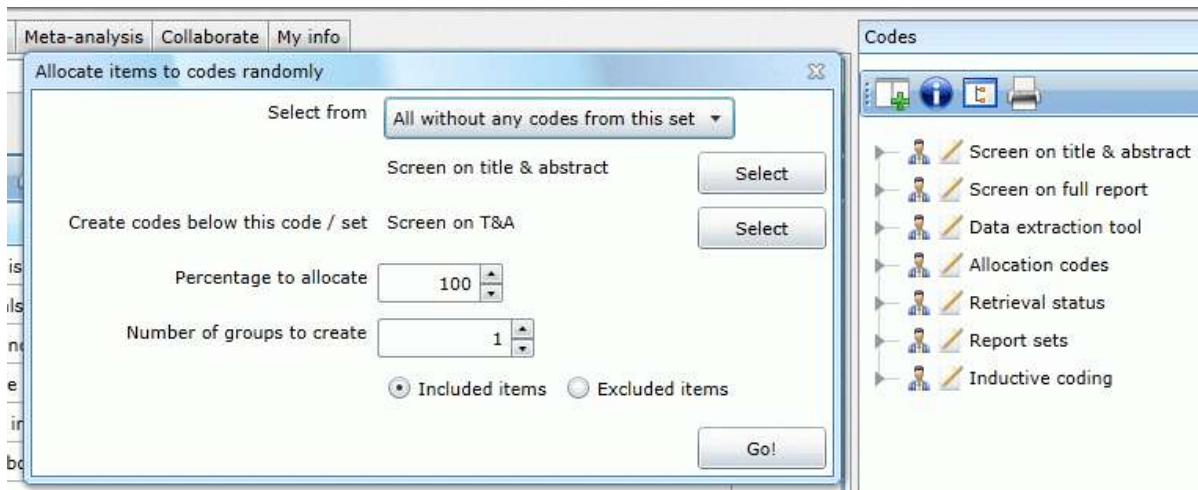 Meta-analysis Collaborate My info
Codes
Allocate items to codes randomly
Select from All without any codes from this set
Screen on title & abstract Select
Create codes below this code / set Screen on T&A Select
Percentage to allocate 100
Number of groups to create 1
Included items Excluded items
Go!
Screen on title & abstract
Screen on full report
Data extraction tool
Allocation codes
Retrieval status
Report sets
Inductive coding